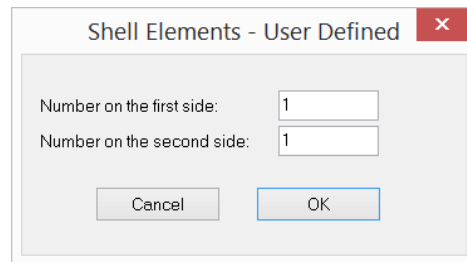 Shell Elements - User Defined
Number on the first side: 1
Number on the second side: 1
Cancel OK